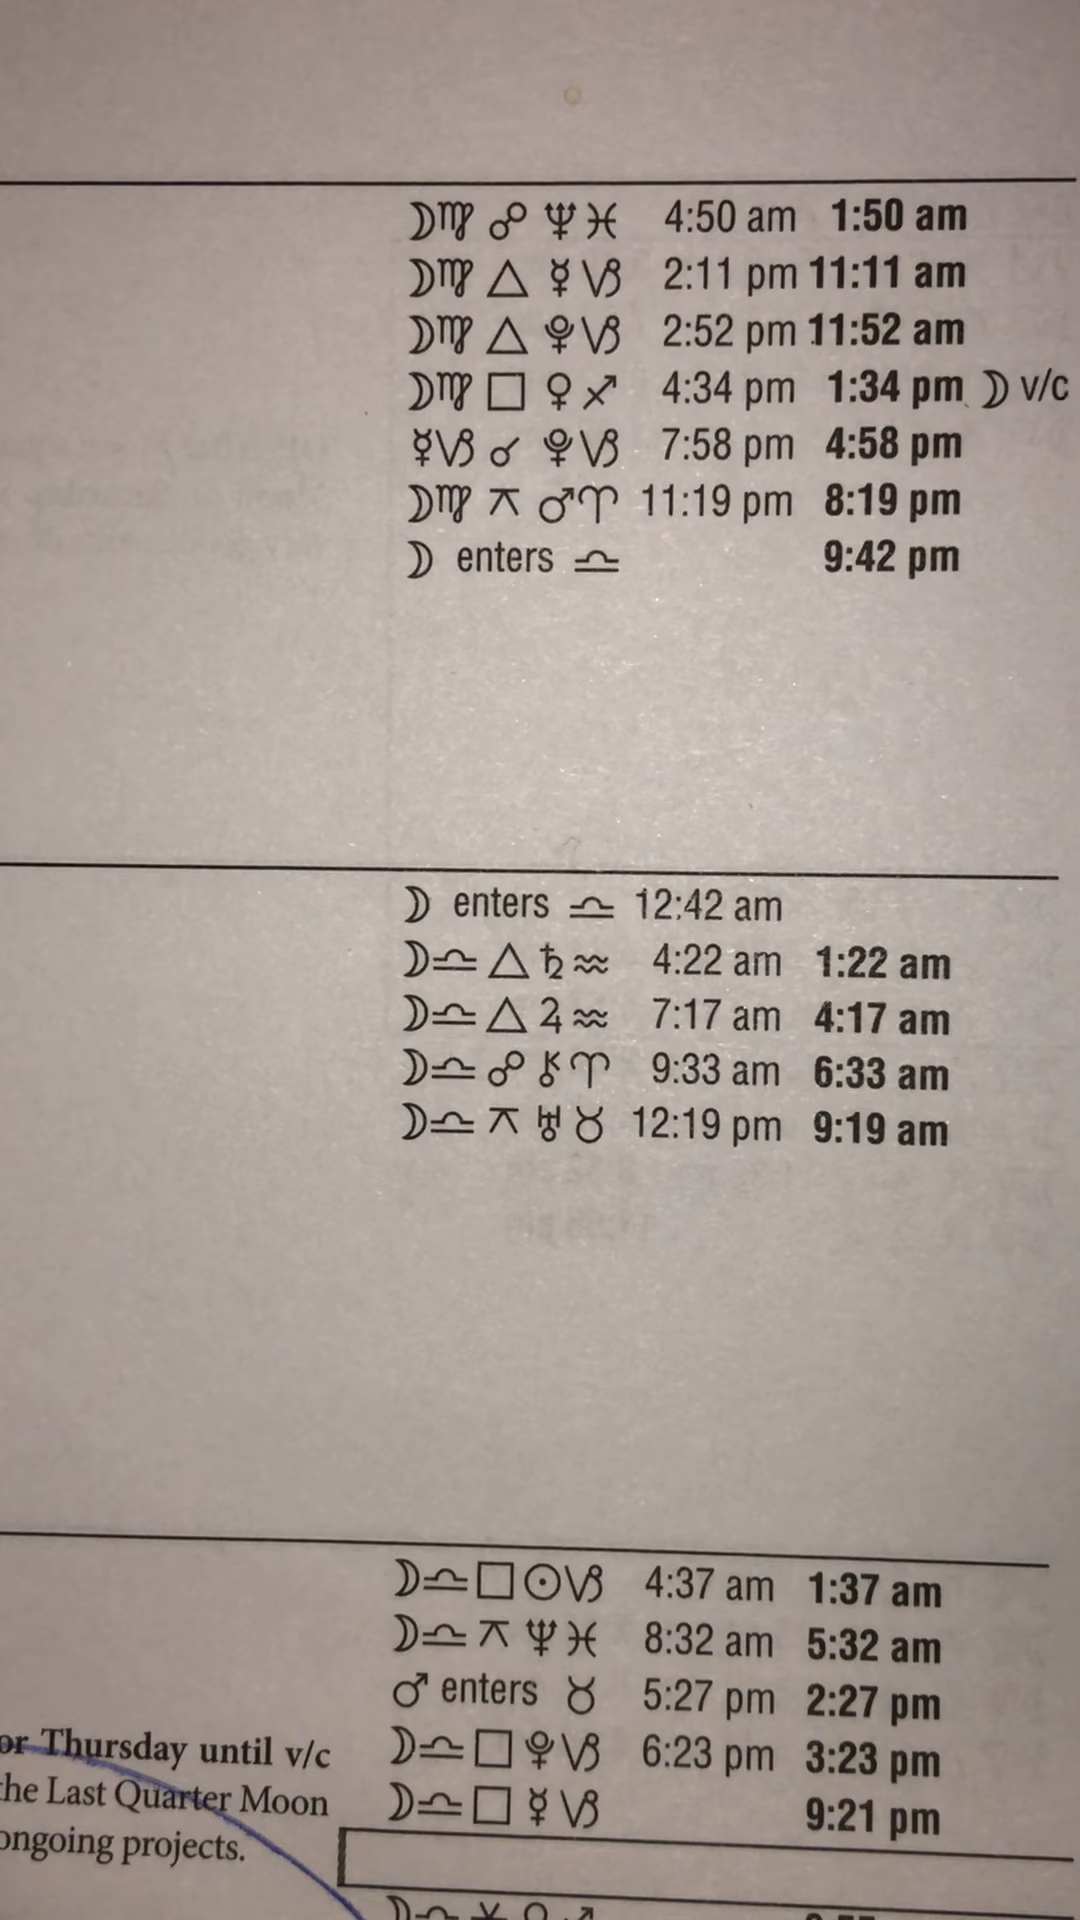 ☽♍☍♆♓ 4:50 am 1:50 am
☽♍△☿♑ 2:11 pm 11:11 am
☽♍△♇♑ 2:52 pm 11:52 am
☽♍□♀♐ 4:34 pm 1:34 pm ☽ v/c
☿♑☌♇♑ 7:58 pm 4:58 pm
☽♍⚻♂♈ 11:19 pm 8:19 pm
☽ enters ♎ 9:42 pm
☽ enters ♎ 12:42 am
☽♎△♄♒ 4:22 am 1:22 am
☽♎△♃♒ 7:17 am 4:17 am
☽♎☍⚷♈ 9:33 am 6:33 am
☽♎⚻♅♉ 12:19 pm 9:19 am
☽♎□☉♑ 4:37 am 1:37 am
☽♎⚻♆♓ 8:32 am 5:32 am
♂ enters ♉ 5:27 pm 2:27 pm
☽♎□♇♑ 6:23 pm 3:23 pm
☽♎□☿♑ 9:21 pm
or Thursday until v/c
the Last Quarter Moon
ongoing projects.